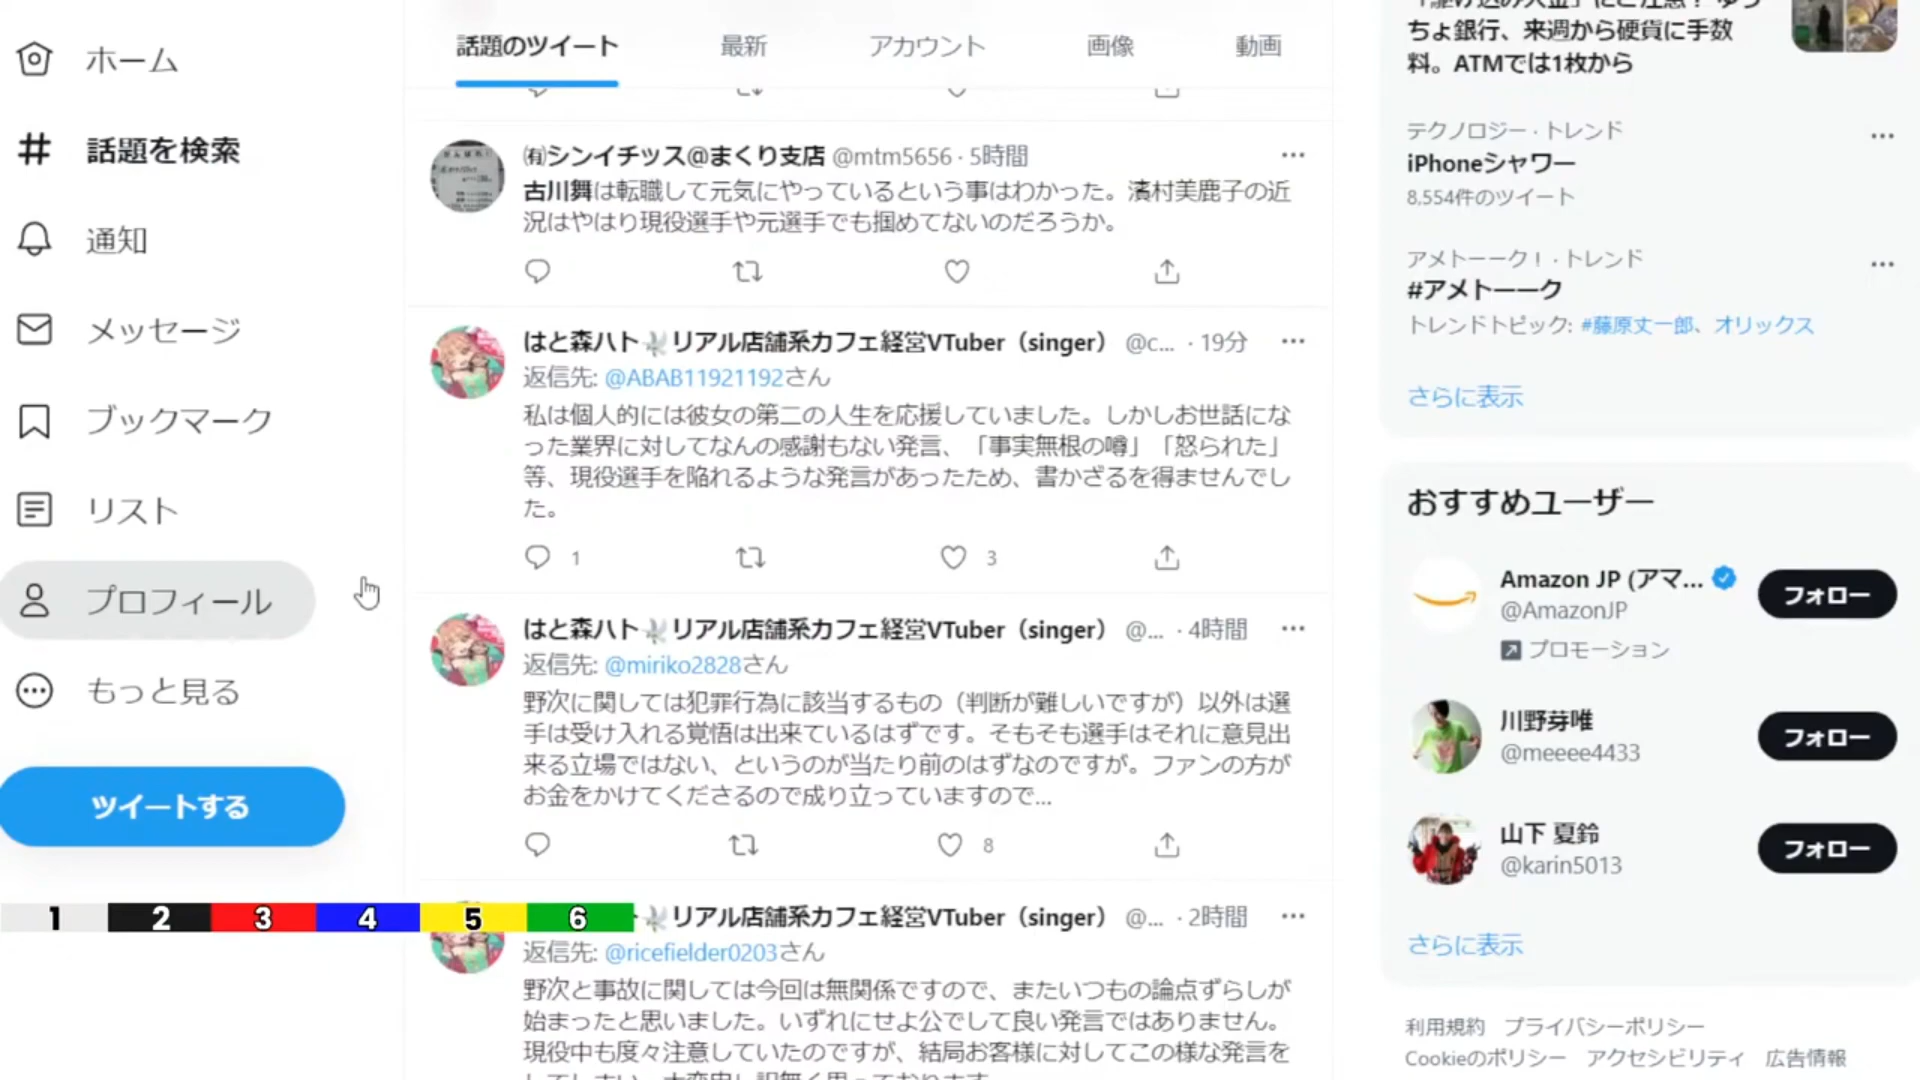 ホーム
話題を検索
通知
メッセージ
ブックマーク
リスト
プロフィール
もっと見る
ツイートする
1 2 3 4 5 6
話題のツイート 最新 アカウント 画像 動画
㈲シンイチッス@まくり支店 @mtm5656 · 5時間
古川舞は転職して元気にやっているという事はわかった。濱村美鹿子の近
況はやはり現役選手や元選手でも掴めてないのだろうか。
はと森ハト🕊リアル店舗系カフェ経営VTuber（singer） @c... · 19分
返信先: @ABAB11921192さん
私は個人的には彼女の第二の人生を応援していました。しかしお世話にな
った業界に対してなんの感謝もない発言、「事実無根の噂」「怒られた」
等、現役選手を陥れるような発言があったため、書かざるを得ませんでし
た。
1 3
はと森ハト🕊リアル店舗系カフェ経営VTuber（singer） @... · 4時間
返信先: @miriko2828さん
野次に関しては犯罪行為に該当するもの（判断が難しいですが）以外は選
手は受け入れる覚悟は出来ているはずです。そもそも選手はそれに意見出
来る立場ではない、というのが当たり前のはずなのですが。ファンの方が
お金をかけてくださるので成り立っていますので...
8
リアル店舗系カフェ経営VTuber（singer） @... · 2時間
返信先: @ricefielder0203さん
野次と事故に関しては今回は無関係ですので、またいつもの論点ずらしが
始まったと思いました。いずれにせよ公でして良い発言ではありません。
現役中も度々注意していたのですが、結局お客様に対してこの様な発言を
ちょ銀行、来週から硬貨に手数
料。ATMでは1枚から
テクノロジー · トレンド
iPhoneシャワー
8,554件のツイート
アメトーーク！ · トレンド
#アメトーーク
トレンドトピック: #藤原丈一郎、オリックス
さらに表示
おすすめユーザー
Amazon JP (アマ...
@AmazonJP
プロモーション
フォロー
川野芽唯
@meeee4433
フォロー
山下 夏鈴
@karin5013
フォロー
さらに表示
利用規約 プライバシーポリシー
Cookieのポリシー アクセシビリティ 広告情報